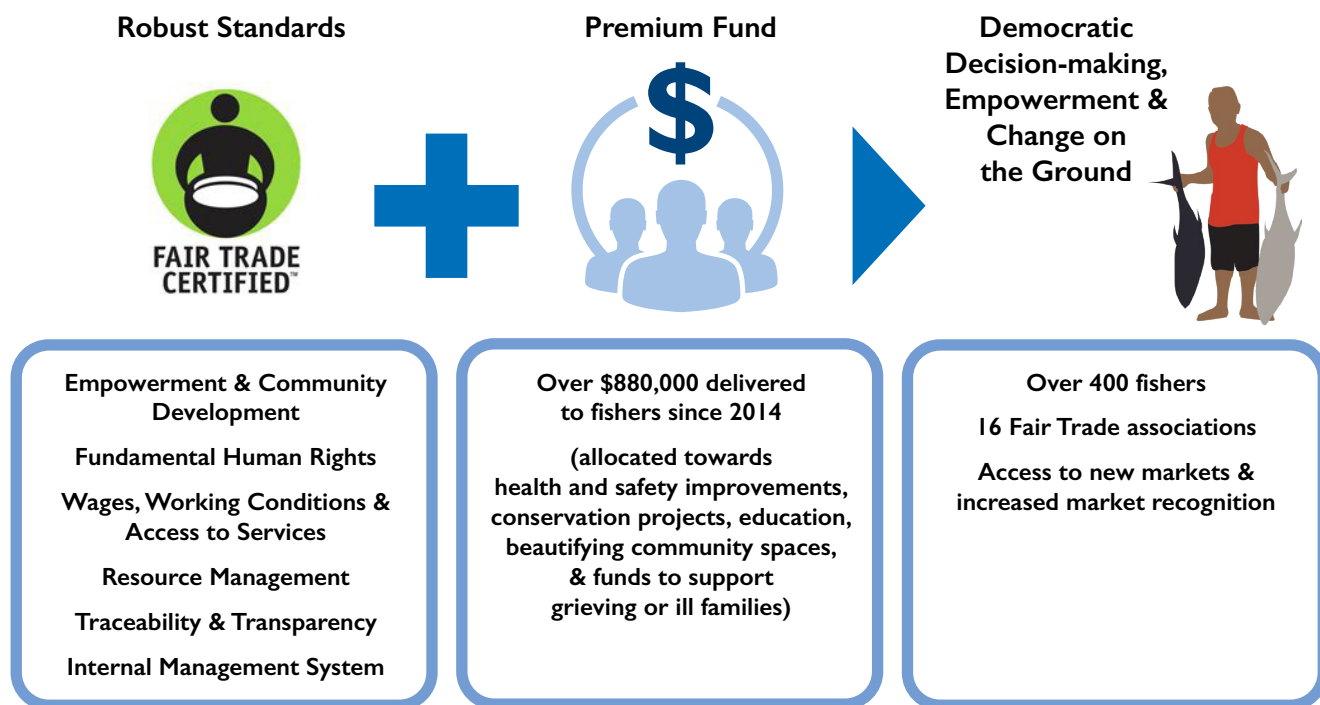 Robust Standards
FAIR TRADE
CERTIFIED™
Premium Fund
$
Democratic
Decision-making,
Empowerment &
Change on
the Ground
Empowerment & Community
Development
Fundamental Human Rights
Wages, Working Conditions &
Access to Services
Resource Management
Traceability & Transparency
Internal Management System
Over $880,000 delivered
to fishers since 2014
(allocated towards
health and safety improvements,
conservation projects, education,
beautifying community spaces,
& funds to support
grieving or ill families)
Over 400 fishers
16 Fair Trade associations
Access to new markets &
increased market recognition